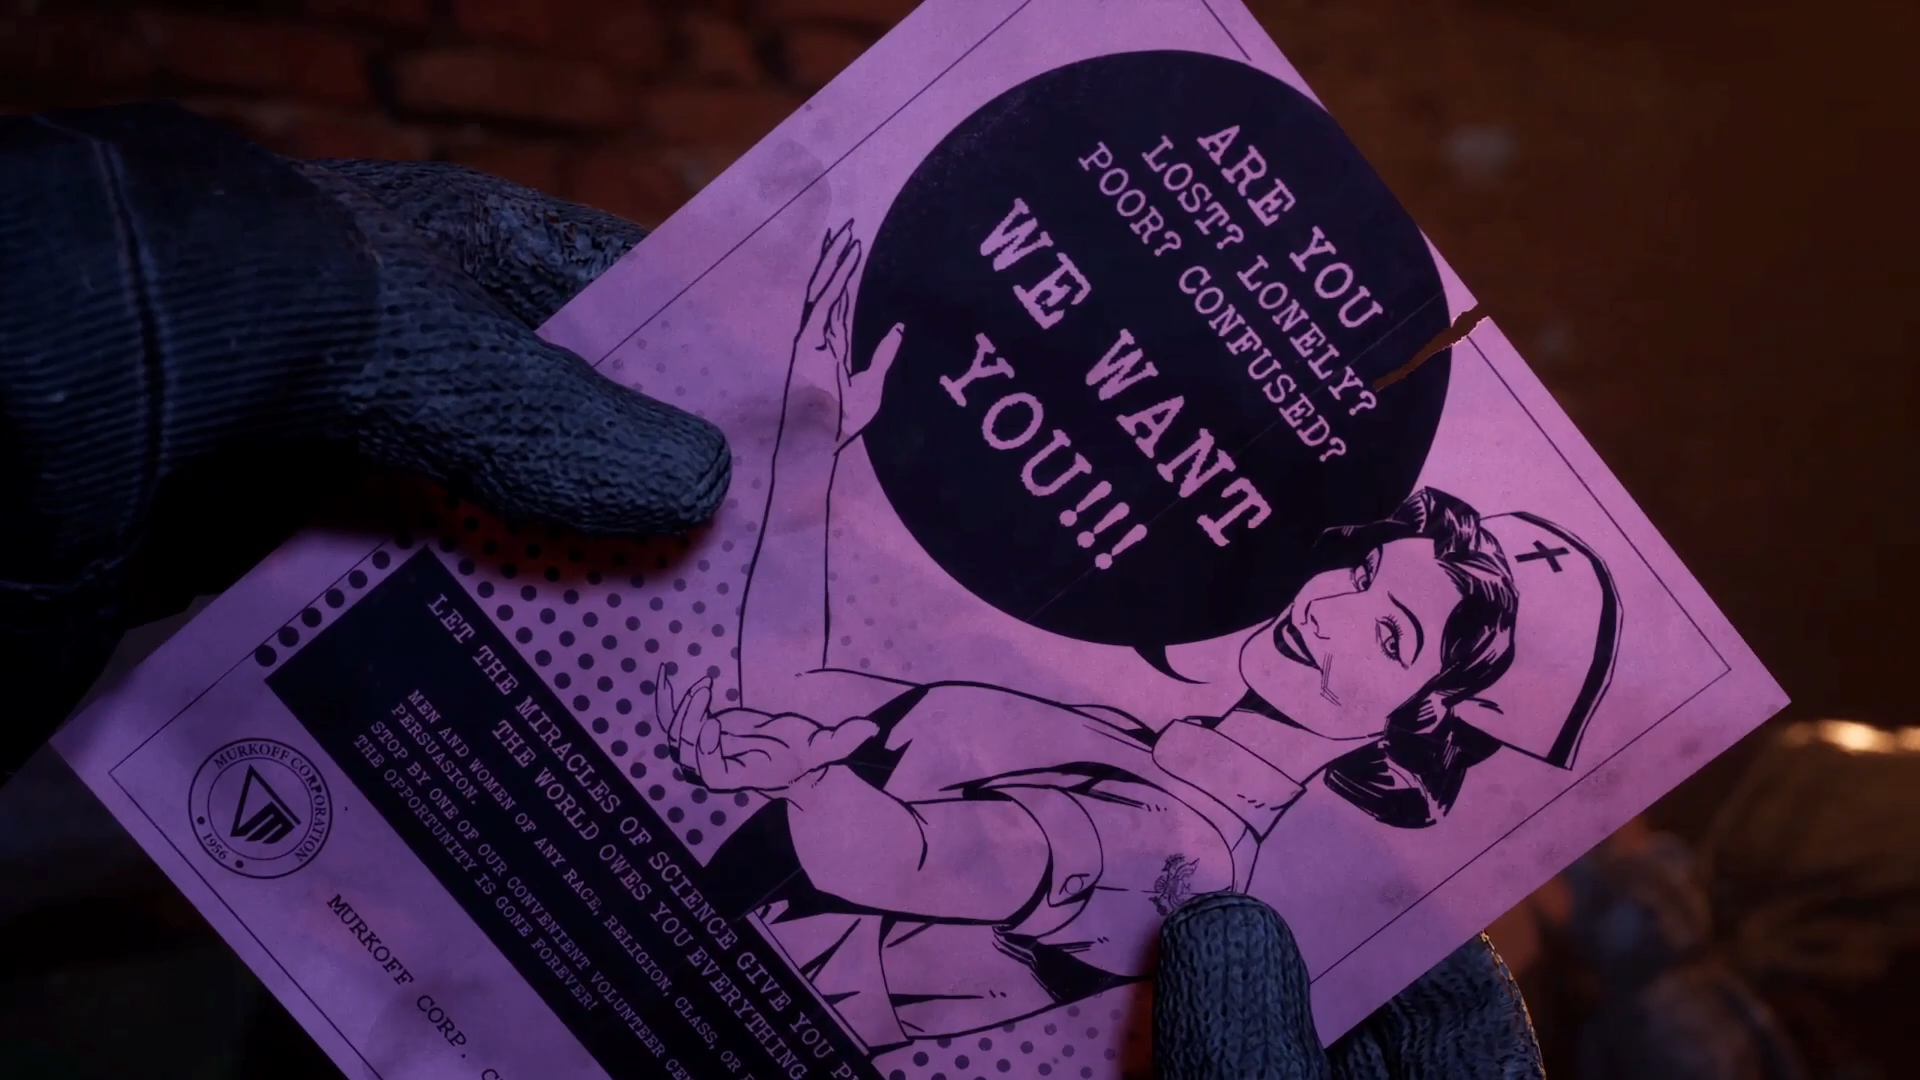 ARE YOU
LOST? LONELY?
POOR? CONFUSED?
WE WANT
YOU!!!
LET THE MIRACLES OF SCIENCE GIVE YOU
THE WORLD OWES YOU EVERYTHING
MEN AND WOMEN OF ANY RACE, RELIGION, CLASS, OR
PERSUASION.
STOP BY ONE OF OUR CONVENIENT VOLUNTEER
THE OPPORTUNITY IS GONE FOREVER!
MURKOFF CORPORATION
• 1956 •
MURKOFF CORP.